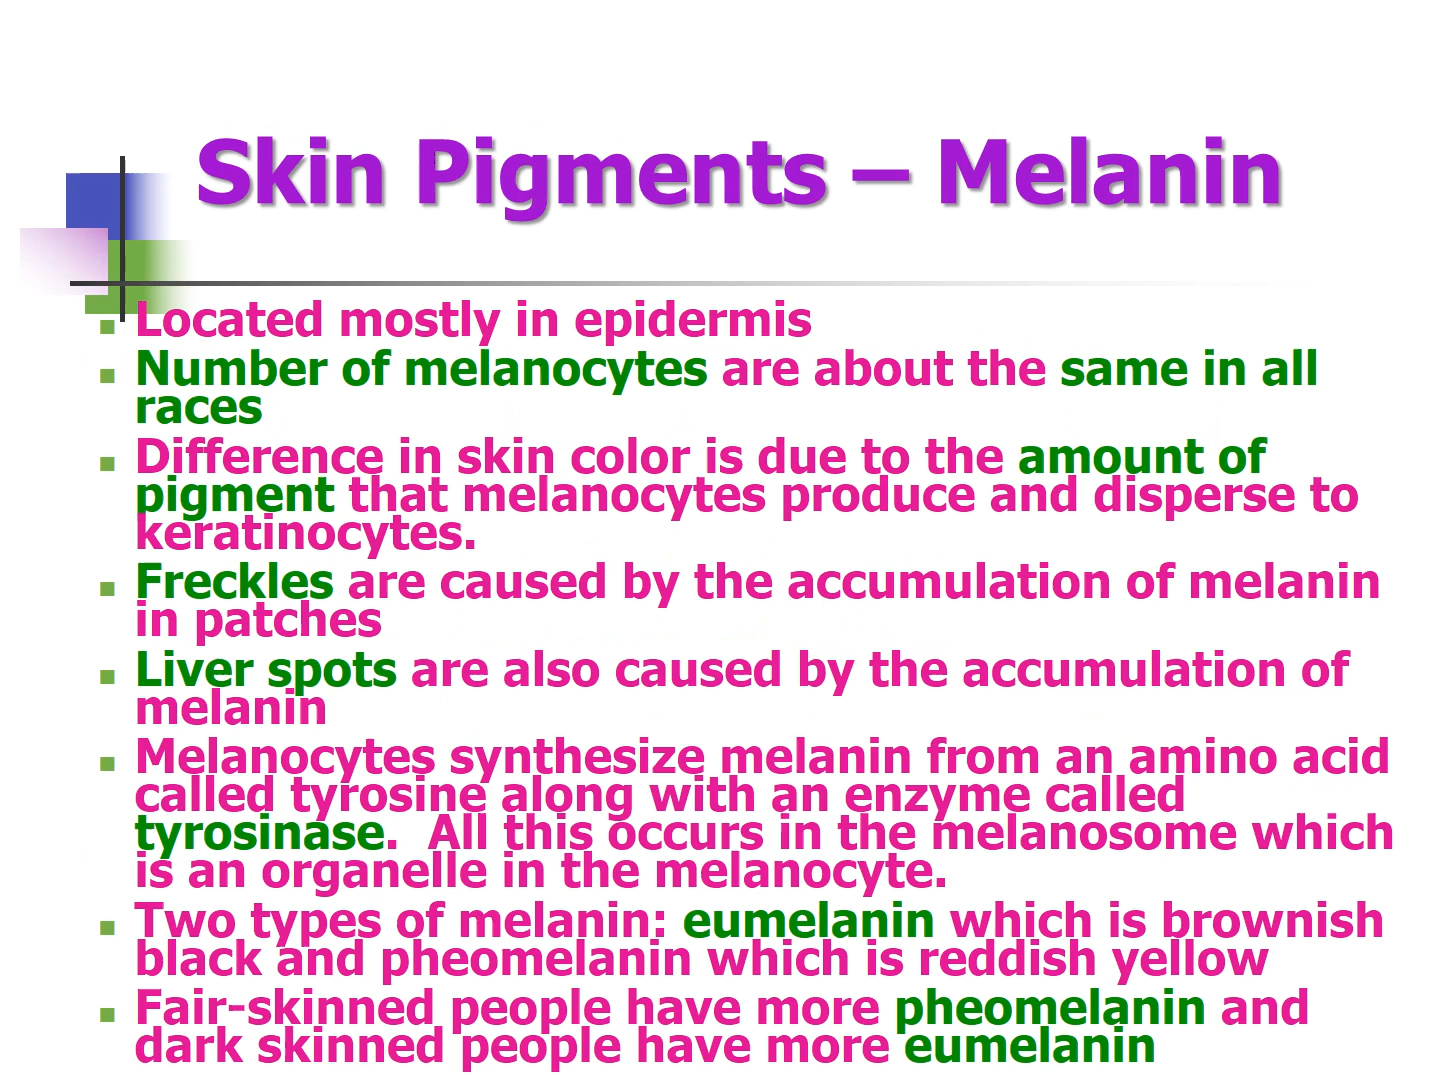 Skin Pigments – Melanin
Located mostly in epidermis
Number of melanocytes are about the same in all
races
Difference in skin color is due to the amount of
pigment that melanocytes produce and disperse to
keratinocytes.
Freckles are caused by the accumulation of melanin
in patches
Liver spots are also caused by the accumulation of
melanin
Melanocytes synthesize melanin from an amino acid
called tyrosine along with an enzyme called
tyrosinase.  All this occurs in the melanosome which
is an organelle in the melanocyte.
Two types of melanin: eumelanin which is brownish
black and pheomelanin which is reddish yellow
Fair-skinned people have more pheomelanin and
dark skinned people have more eumelanin